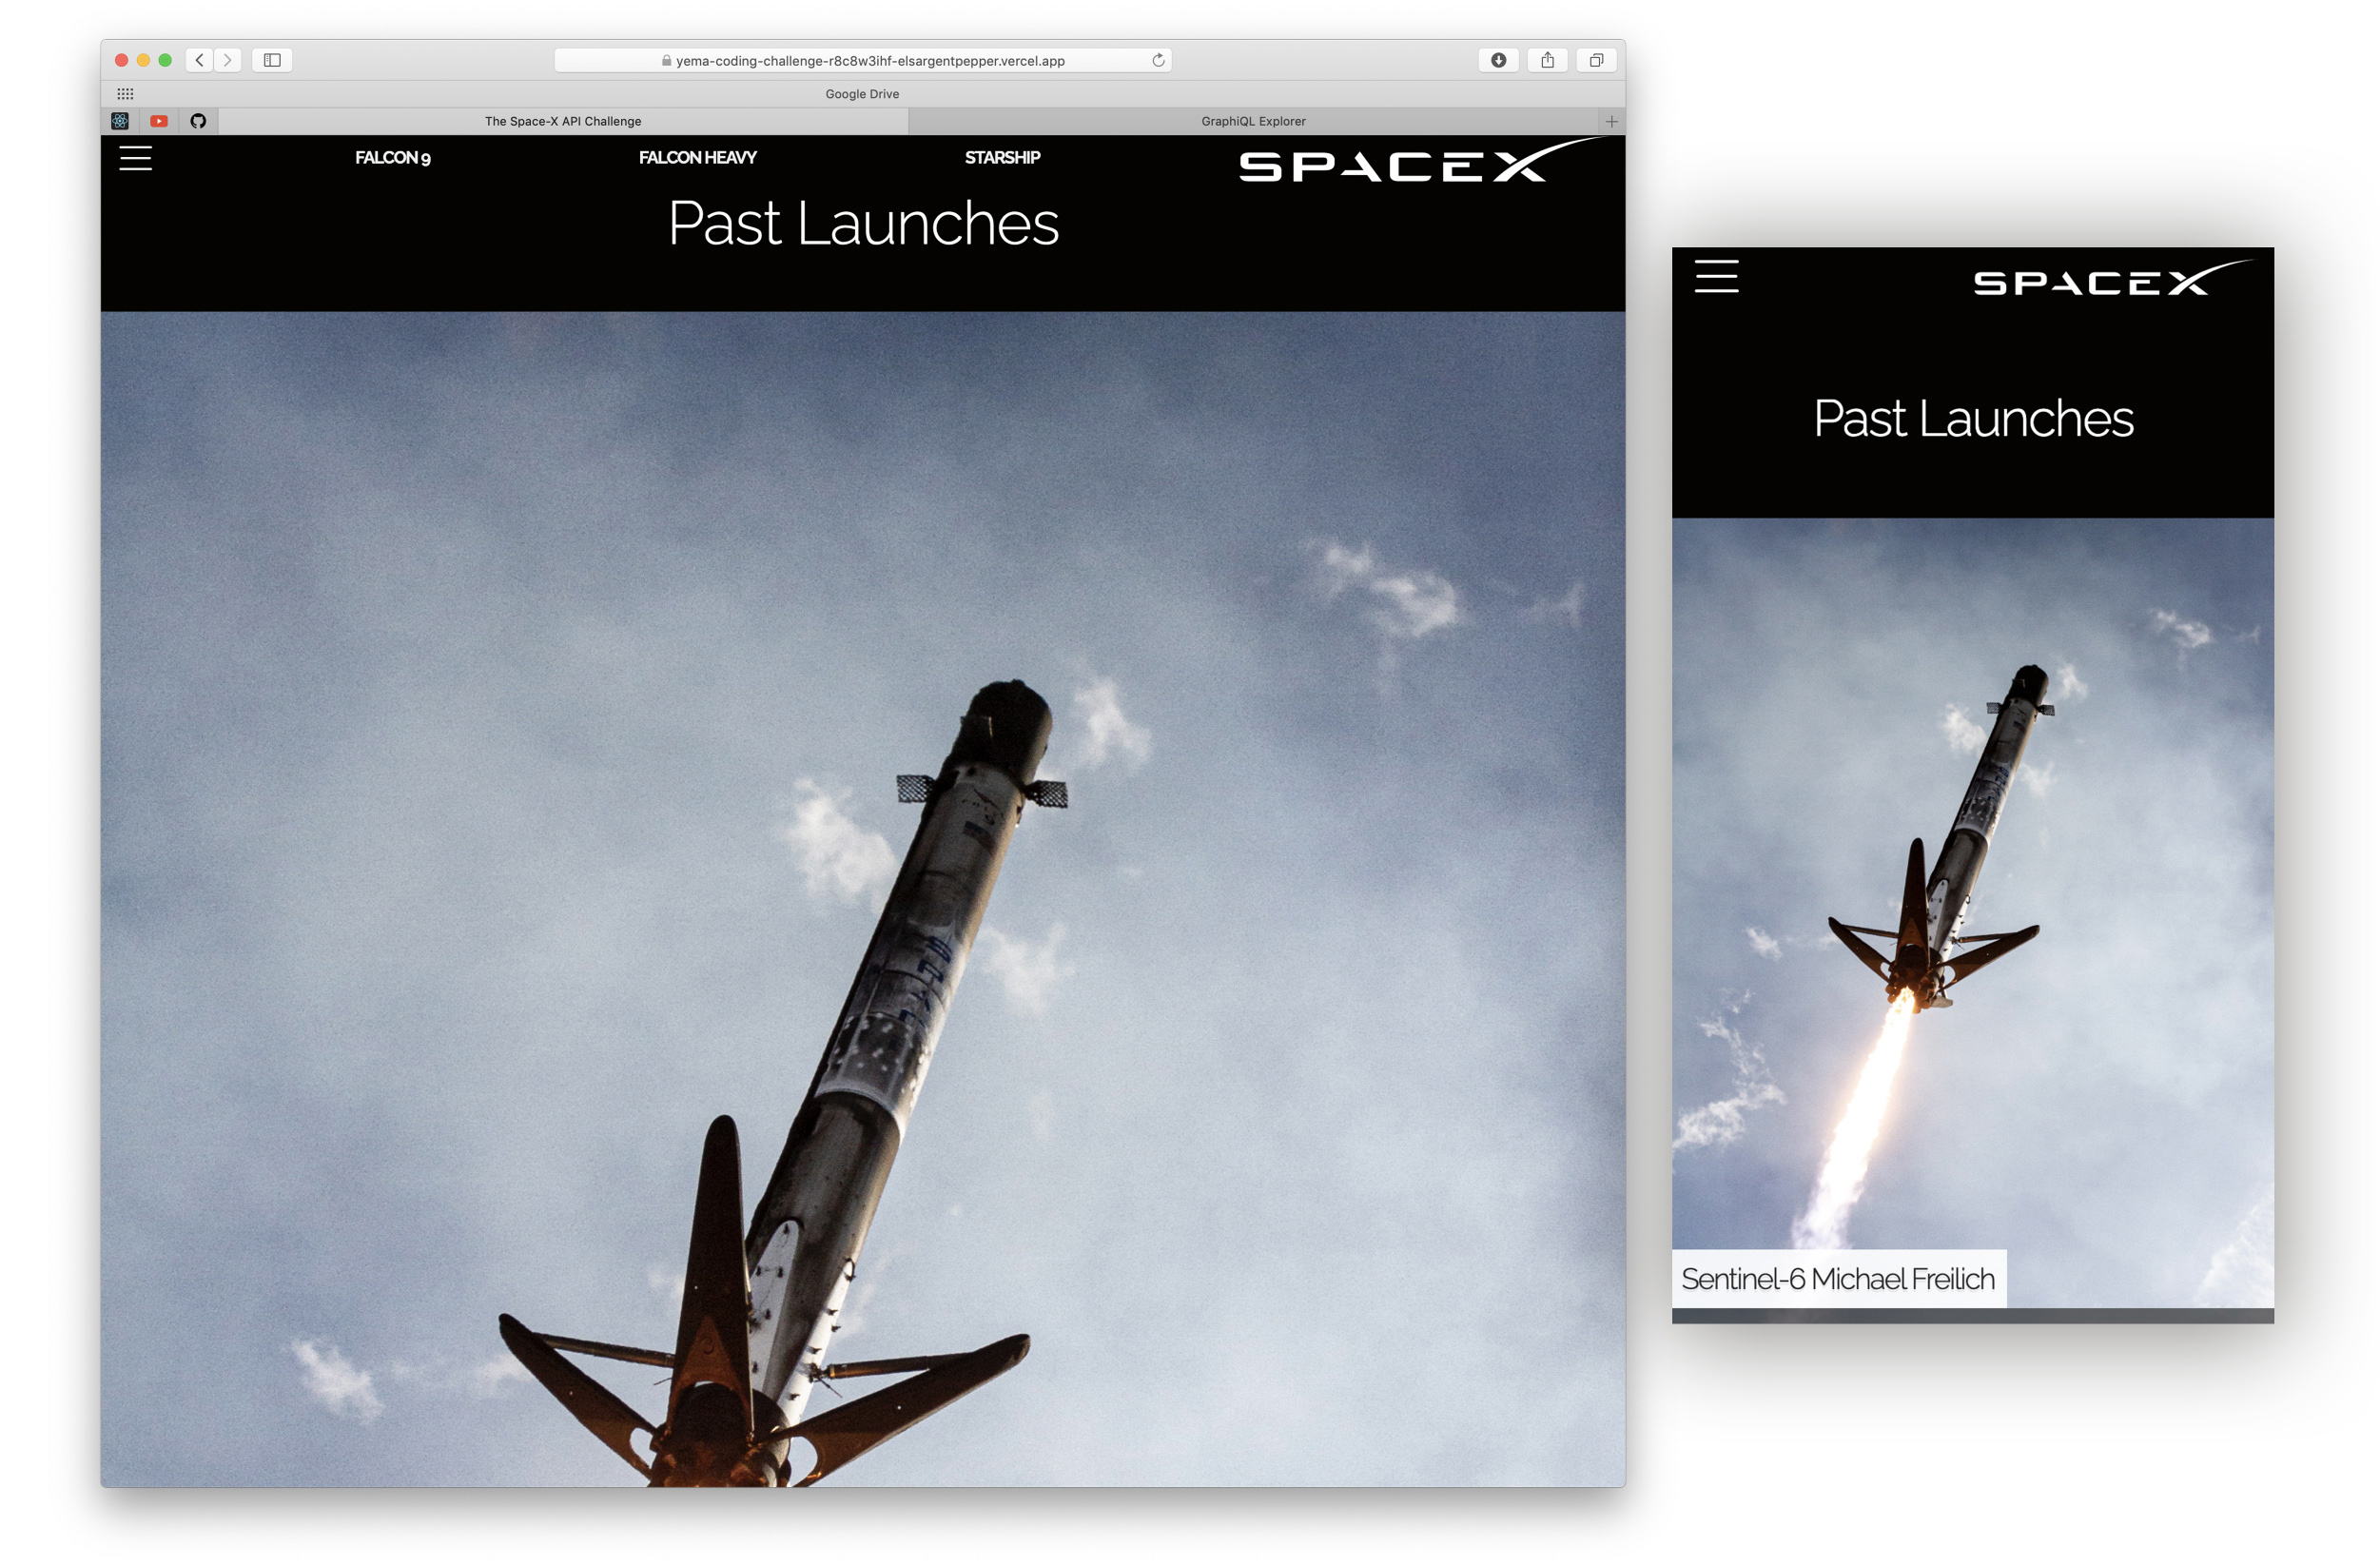 yema-coding-challenge-r8c8w3ihf-elsargentpepper.vercel.app
Google Drive
The Space-X API Challenge
GraphiQL Explorer
FALCON 9
FALCON HEAVY
STARSHIP
SPACEX
Past Launches
SPACEX
Past Launches
Sentinel-6 Michael Freilich